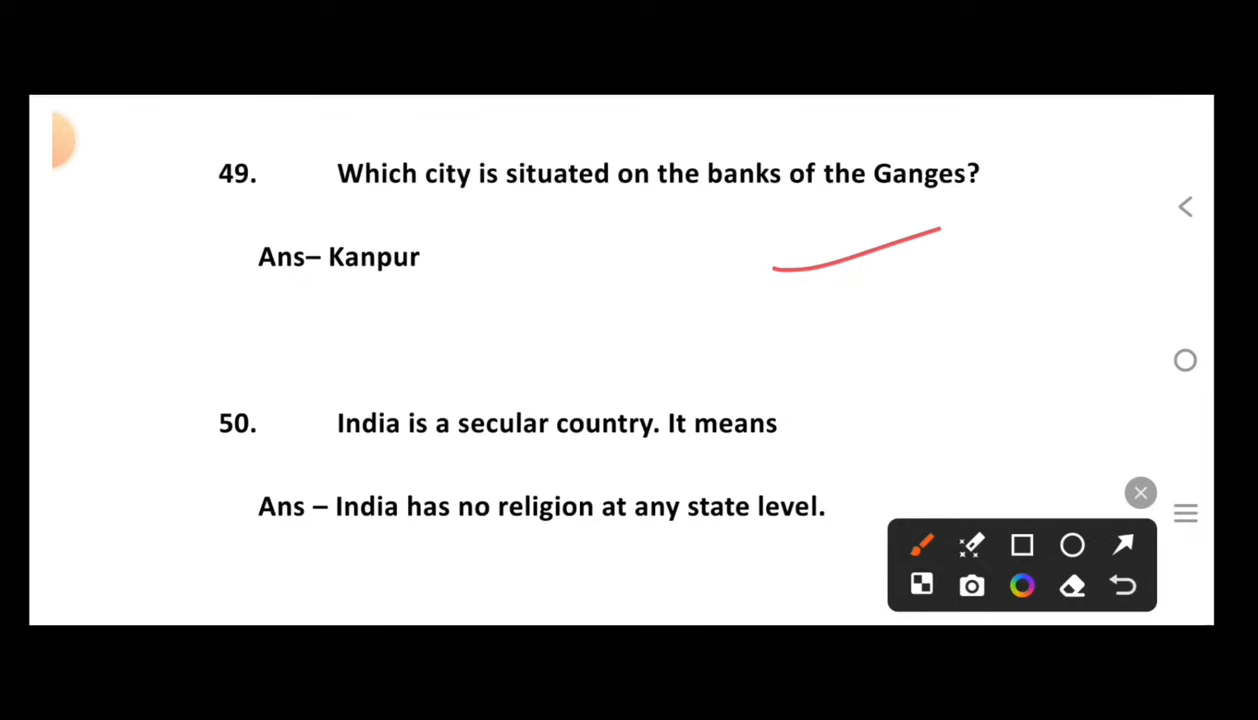 49. Which city is situated on the banks of the Ganges?
Ans– Kanpur
50. India is a secular country. It means
Ans – India has no religion at any state level.